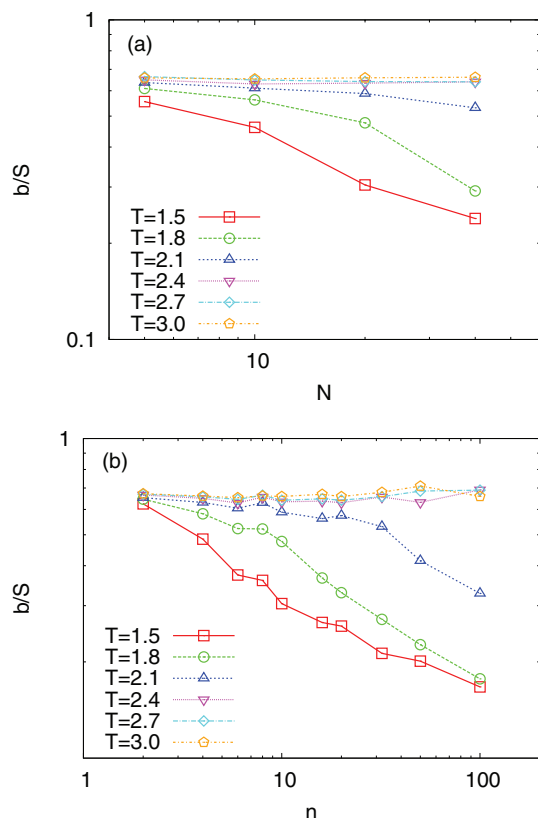 1
(a)
b/S
T=1.5
T=1.8
T=2.1
T=2.4
T=2.7
T=3.0
0.1
10
N
1
(b)
b/S
T=1.5
T=1.8
T=2.1
T=2.4
T=2.7
T=3.0
1 10 100
n